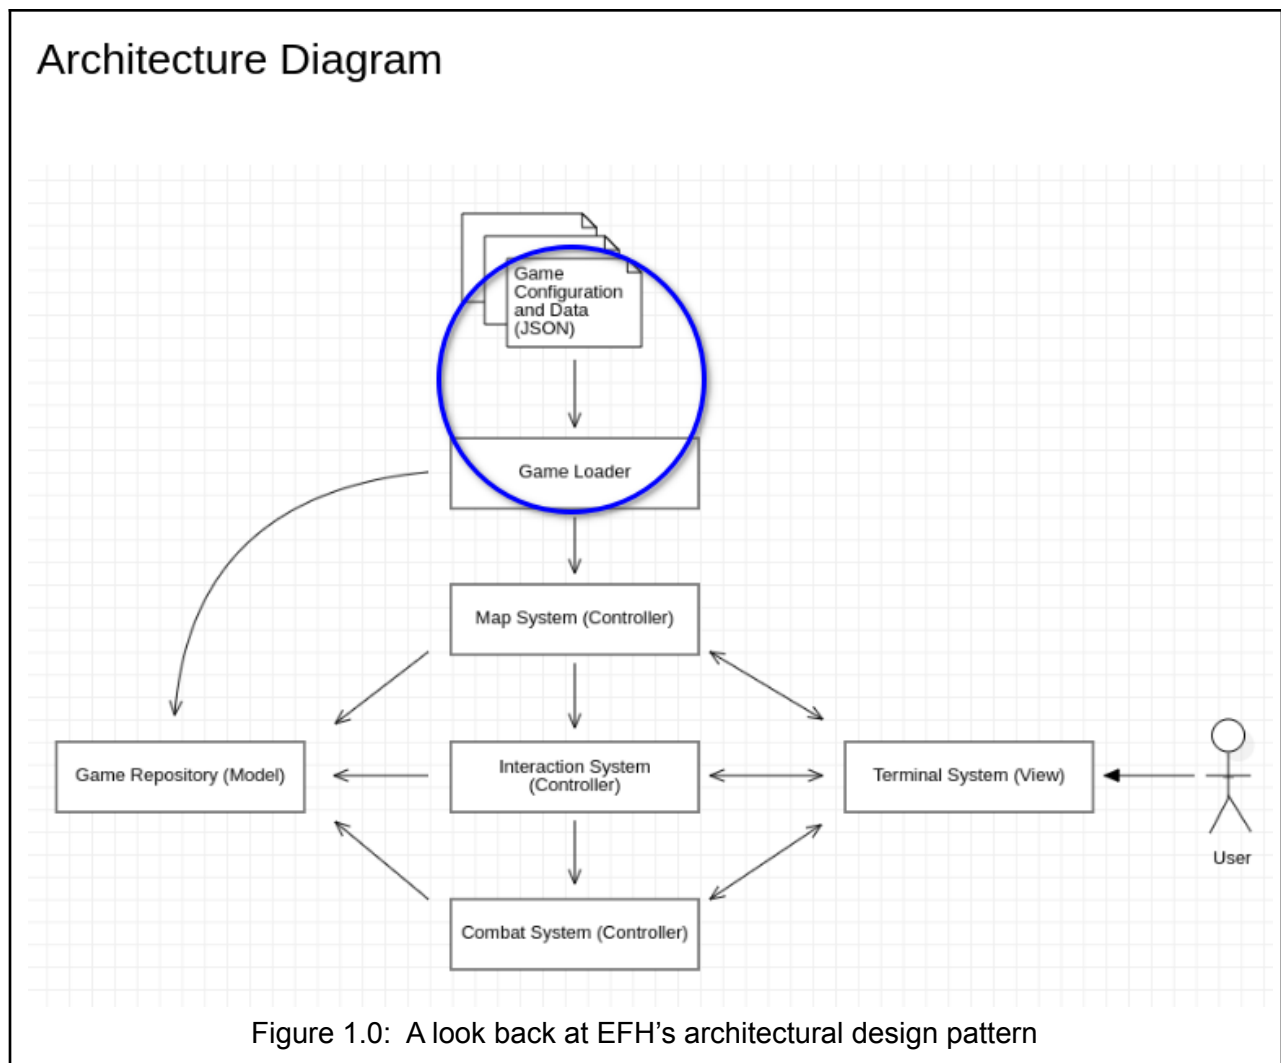 Architecture Diagram
Game
Configuration
and Data
(JSON)
Game Loader
Map System (Controller)
Game Repository (Model)
Interaction System
(Controller)
Terminal System (View)
User
Combat System (Controller)
Figure 1.0:  A look back at EFH’s architectural design pattern